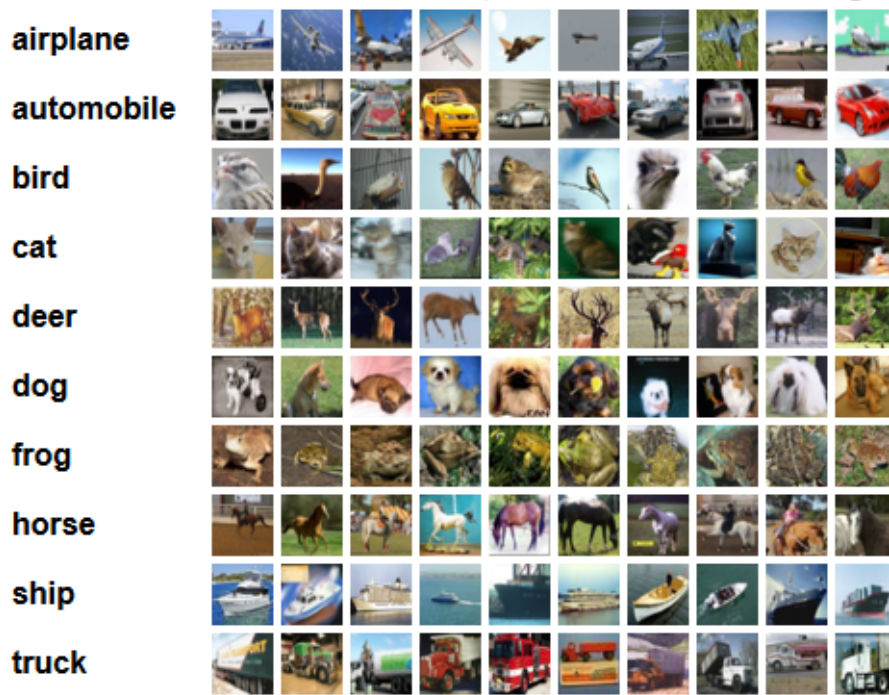 airplane
automobile
bird
cat
deer
dog
frog
horse
ship
truck